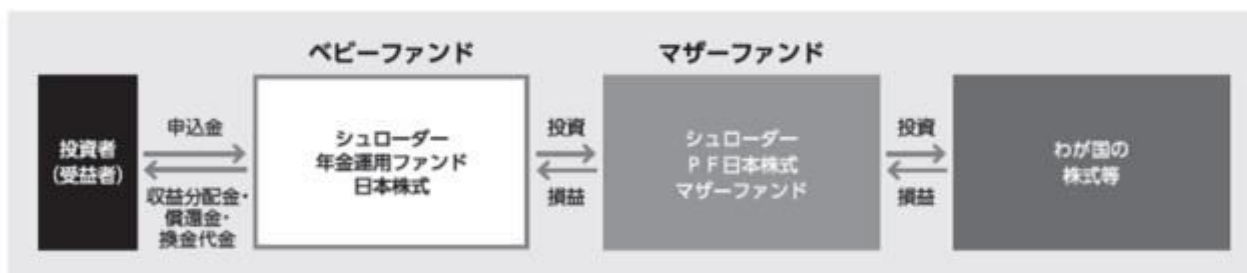 ベビーファンド
マザーファンド
投資者
(受益者)
申込金
収益分配金・
償還金・
換金代金
シュローダー
年金運用ファンド
日本株式
投資
損益
シュローダー
PF日本株式
マザーファンド
投資
損益
わが国の
株式等